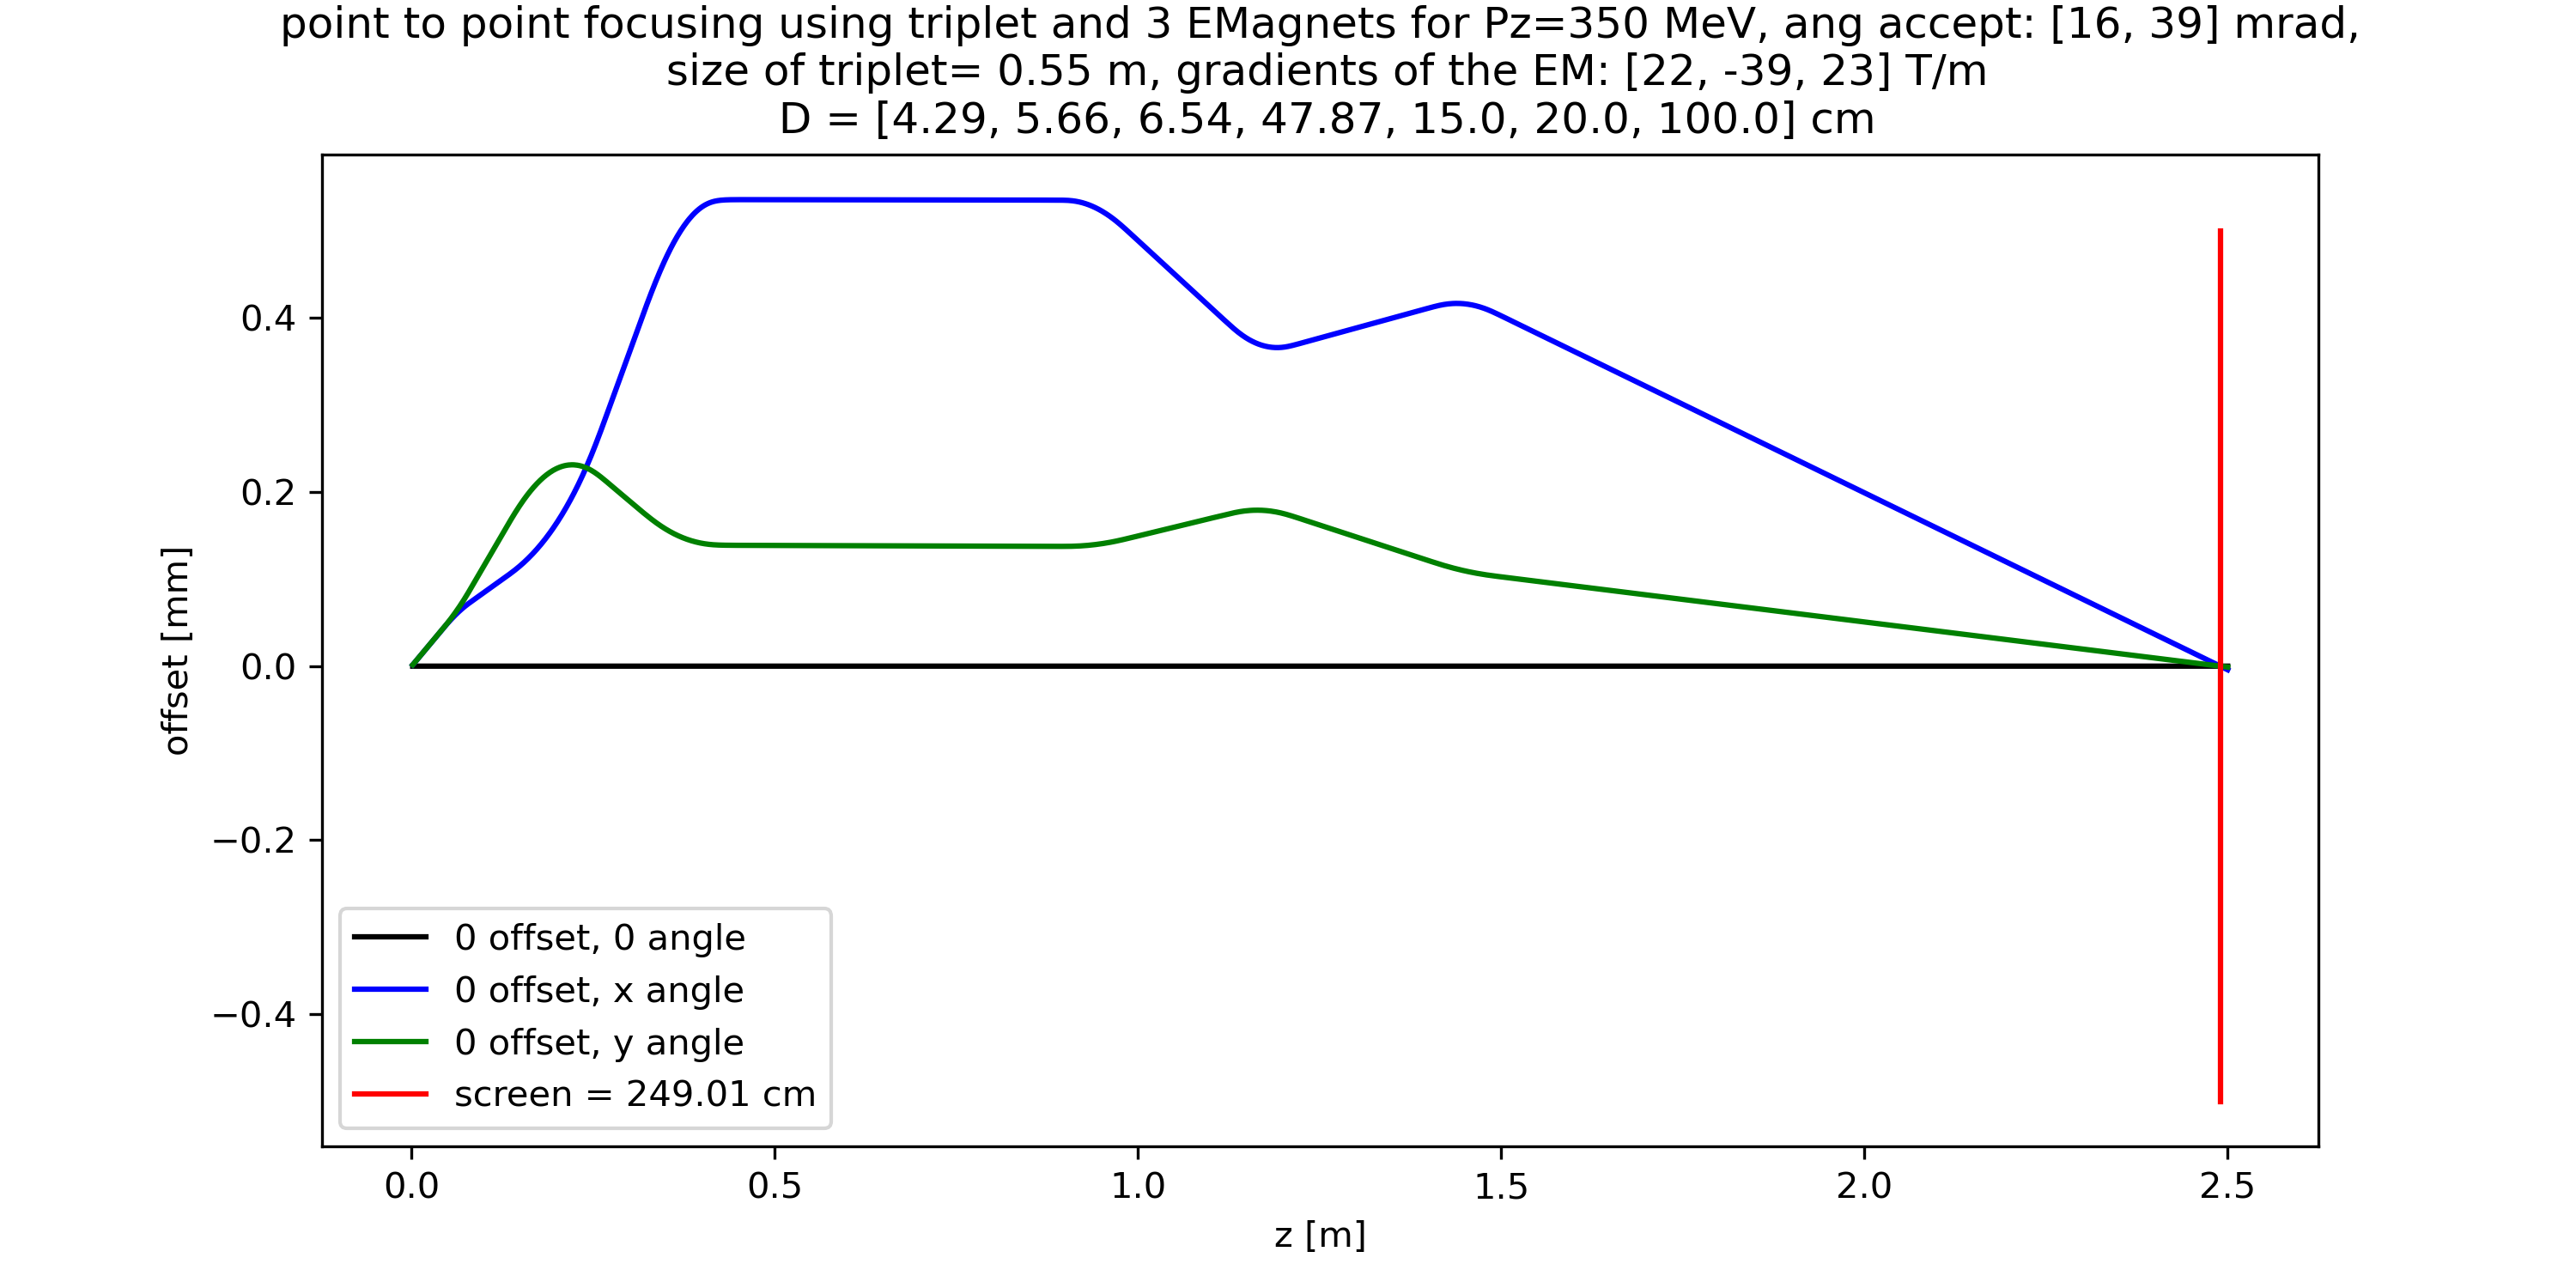 point to point focusing using triplet and 3 EMagnets for Pz=350 MeV, ang accept: [16, 39] mrad,
size of triplet= 0.55 m, gradients of the EM: [22, -39, 23] T/m
D = [4.29, 5.66, 6.54, 47.87, 15.0, 20.0, 100.0] cm
offset [mm]
0.4
0.2
0.0
−0.2
−0.4
0 offset, 0 angle
0 offset, x angle
0 offset, y angle
screen = 249.01 cm
0.0 0.5 1.0 1.5 2.0 2.5
z [m]